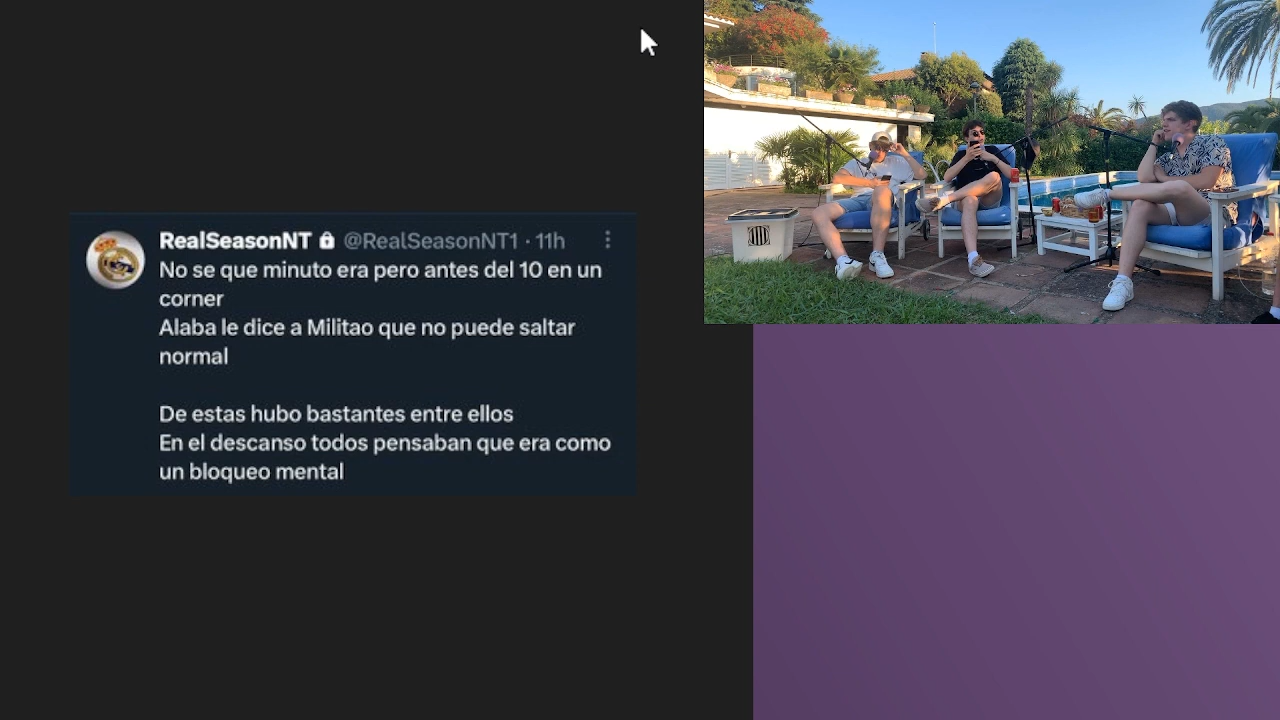 RealSeasonNT @RealSeasonNT1 · 11h
No se que minuto era pero antes del 10 en un
corner
Alaba le dice a Militao que no puede saltar
normal
De estas hubo bastantes entre ellos
En el descanso todos pensaban que era como
un bloqueo mental